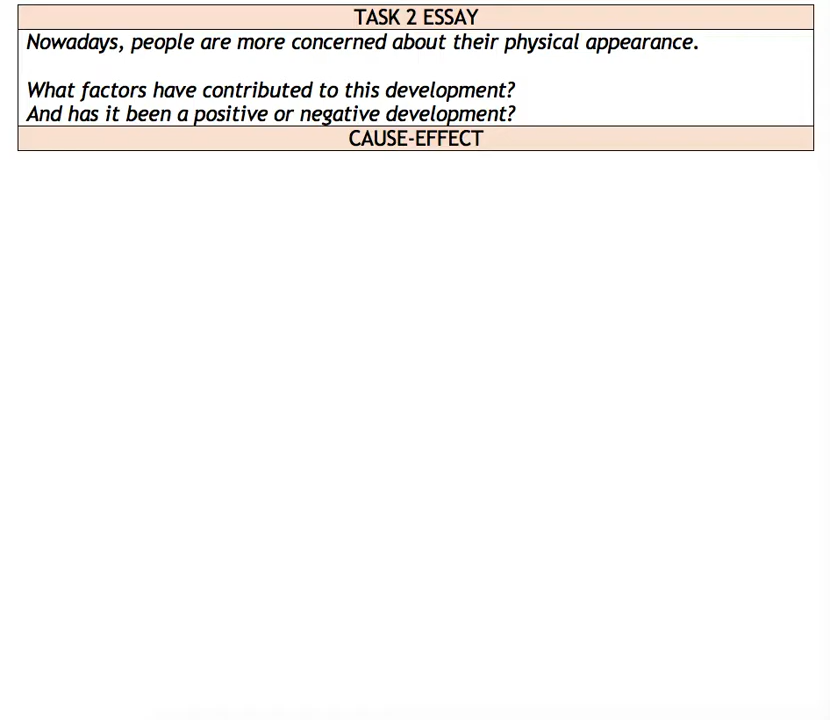 TASK 2 ESSAY
Nowadays, people are more concerned about their physical appearance.
What factors have contributed to this development?
And has it been a positive or negative development?
CAUSE-EFFECT